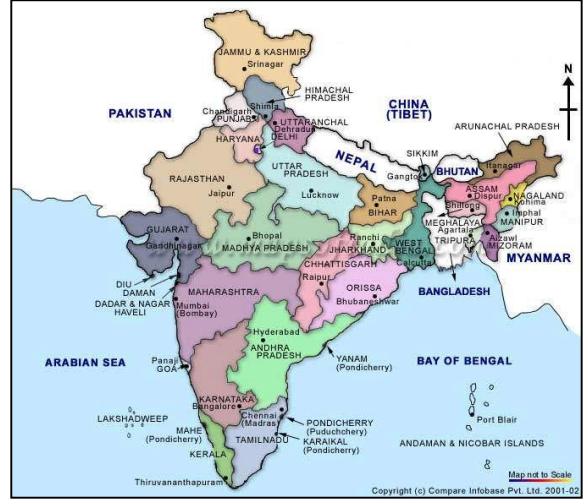 JAMMU & KASHMIR
Srinagar
N
HIMACHAL
PRADESH
PAKISTAN
Chandigarh
PUNJAB
Shimla
CHINA
(TIBET)
UTTARANCHAL
Dehradun
DELHI
HARYANA
ARUNACHAL PRADESH
Itanagar
NEPAL
SIKKIM
Gangtok
BHUTAN
RAJASTHAN
Jaipur
UTTAR
PRADESH
Lucknow
Patna
BIHAR
ASSAM
Dispur
NAGALAND
Kohima
Shillong
MEGHALAYA
Imphal
MANIPUR
Agartala
TRIPURA
Aizawl
MIZORAM
GUJARAT
Gandhinagar
Bhopal
MADHYA PRADESH
Ranchi
JHARKHAND
WEST
BENGAL
Calcutta
MYANMAR
CHHATTISGARH
Raipur
BANGLADESH
DIU
DAMAN
DADAR & NAGAR
HAVELI
MAHARASHTRA
Mumbai
(Bombay)
ORISSA
Bhubaneshwar
Hyderabad
ANDHRA
PRADESH
ARABIAN SEA
Panaji
GOA
YANAM
(Pondicherry)
BAY OF BENGAL
KARNATAKA
Bangalore
LAKSHADWEEP
MAHE
(Pondicherry)
Chennai
(Madras)
PONDICHERRY
(Puduchchery)
KARAIKAL
(Pondicherry)
TAMILNADU
KERALA
Thiruvananthapuram
Port Blair
ANDAMAN & NICOBAR ISLANDS
Map not to Scale
Copyright (c) Compare Infobase Pvt. Ltd. 2001-02